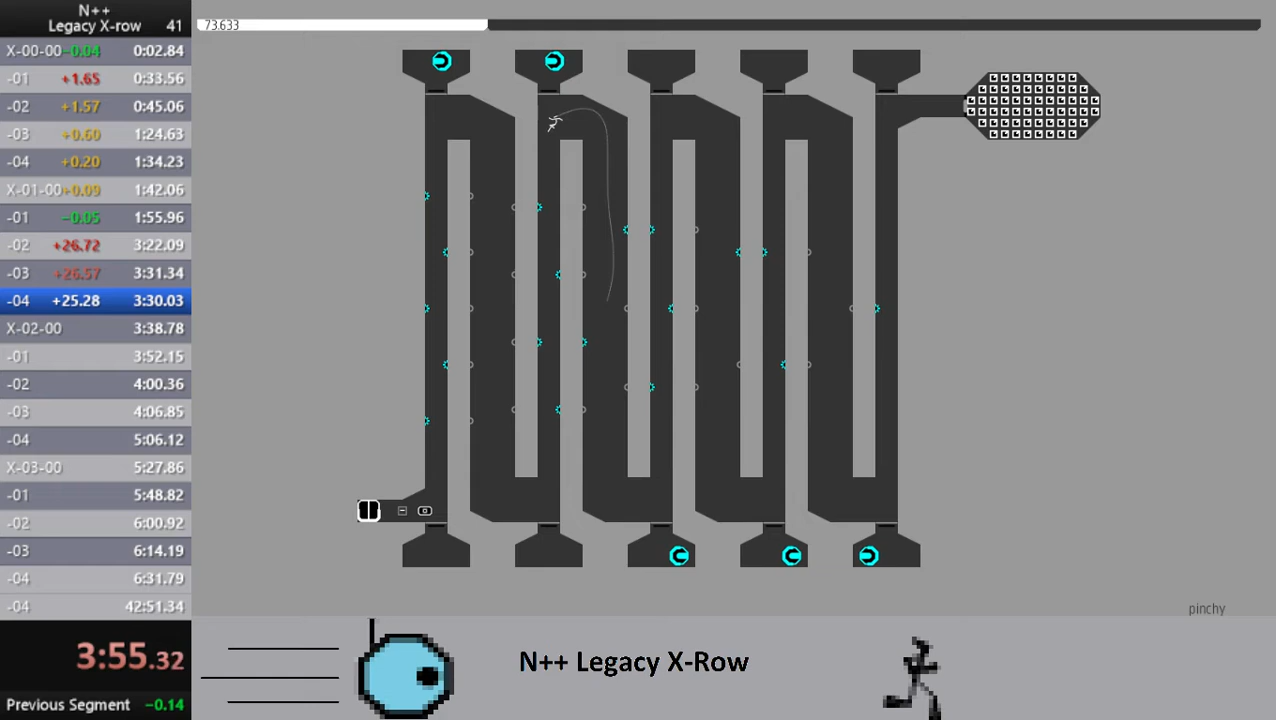 N++
Legacy X-row 41
X-00-00 -0.04 0:02.84
-01 +1.65 0:33.56
-02 +1.57 0:45.06
-03 +0.60 1:24.63
-04 +0.20 1:34.23
X-01-00 +0.09 1:42.06
-01 -0.05 1:55.96
-02 +26.72 3:22.09
-03 +26.57 3:31.34
-04 +25.28 3:30.03
X-02-00 3:38.78
-01 3:52.15
-02 4:00.36
-03 4:06.85
-04 5:06.12
X-03-00 5:27.86
-01 5:48.82
-02 6:00.92
-03 6:14.19
-04 6:31.79
-04 42:51.34
3:55.32
Previous Segment -0.14
73.633
pinchy
N++ Legacy X-Row